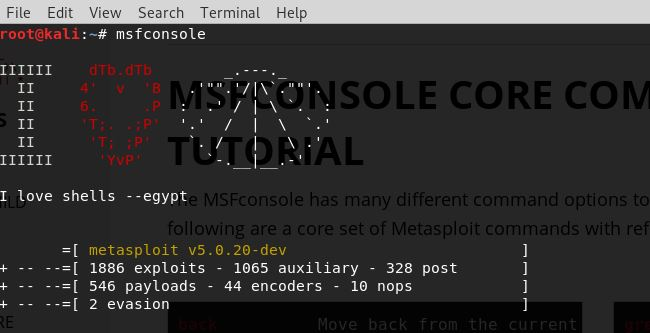 File Edit View Search Terminal Help
root@kali:~# msfconsole
IIIIII    dTb.dTb        _.---._
  II     4'  v  'B   .'"".'/|\`.""'.
  II     6.     .P  :  .' / | \ `.  :
  II     'T;. .;P'  '.'  /  |  \  `.'
  II      'T; ;P'    `. /   |   \ .'
IIIIII     'YvP'       `-.__|__.-'
I love shells --egypt
       =[ metasploit v5.0.20-dev                          ]
+ -- --=[ 1886 exploits - 1065 auxiliary - 328 post       ]
+ -- --=[ 546 payloads - 44 encoders - 10 nops            ]
+ -- --=[ 2 evasion                                       ]
MSFCONSOLE CORE COM
TUTORIAL
The MSFconsole has many different command options to
following are a core set of Metasploit commands with ref
back Move back from the current